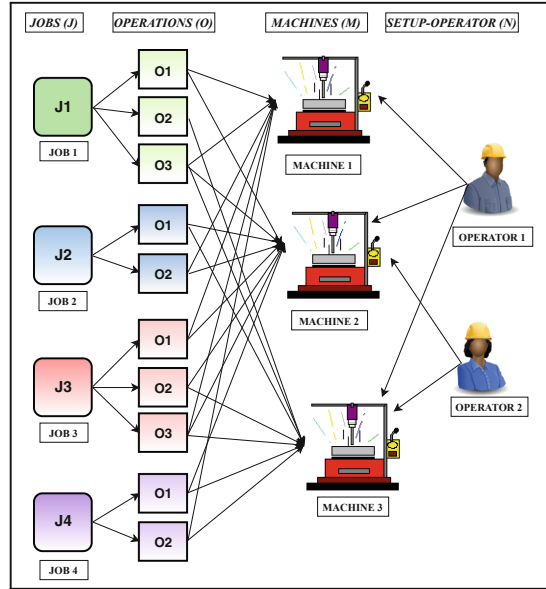 JOBS (J) OPERATIONS (O) MACHINES (M) SETUP-OPERATOR (N)
J1
JOB 1
O1
O2
O3
J2
JOB 2
O1
O2
J3
JOB 3
O1
O2
O3
J4
JOB 4
O1
O2
MACHINE 1
MACHINE 2
MACHINE 3
OPERATOR 1
OPERATOR 2